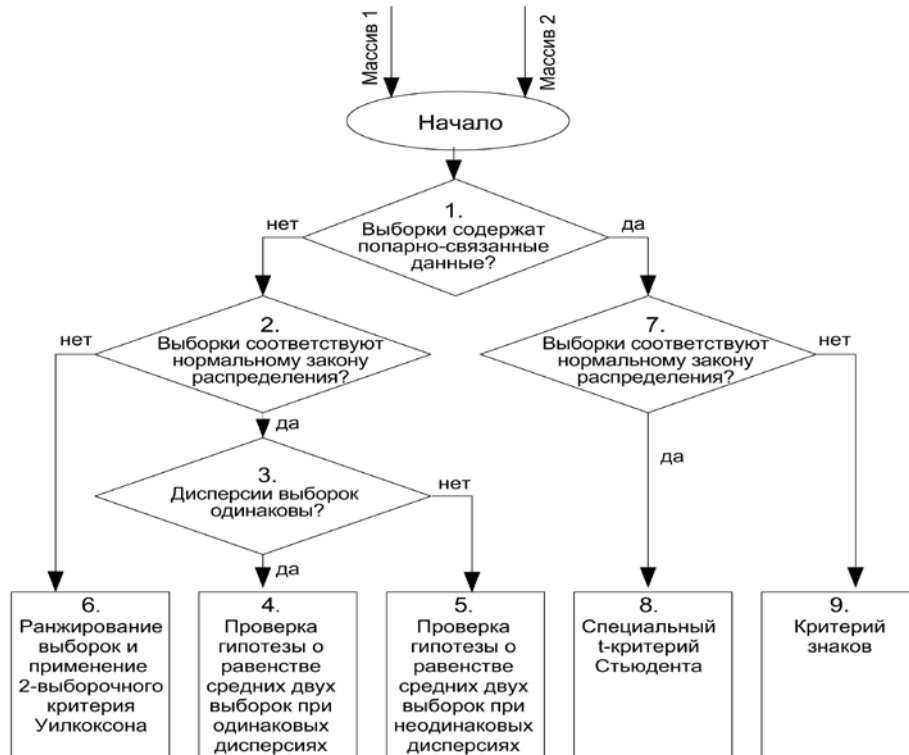 Массив 1
Массив 2
Начало
1.
Выборки содержат
попарно-связанные
данные?
нет
да
2.
Выборки соответствуют
нормальному закону
распределения?
нет
да
7.
Выборки соответствуют
нормальному закону
распределения?
нет
да
3.
Дисперсии выборок
одинаковы?
нет
да
6.
Ранжирование
выборок и
применение
2-выборочного
критерия
Уилкоксона
4.
Проверка
гипотезы о
равенстве
средних двух
выборок при
одинаковых
дисперсиях
5.
Проверка
гипотезы о
равенстве
средних двух
выборок при
неодинаковых
дисперсиях
8.
Специальный
t-критерий
Стьюдента
9.
Критерий
знаков